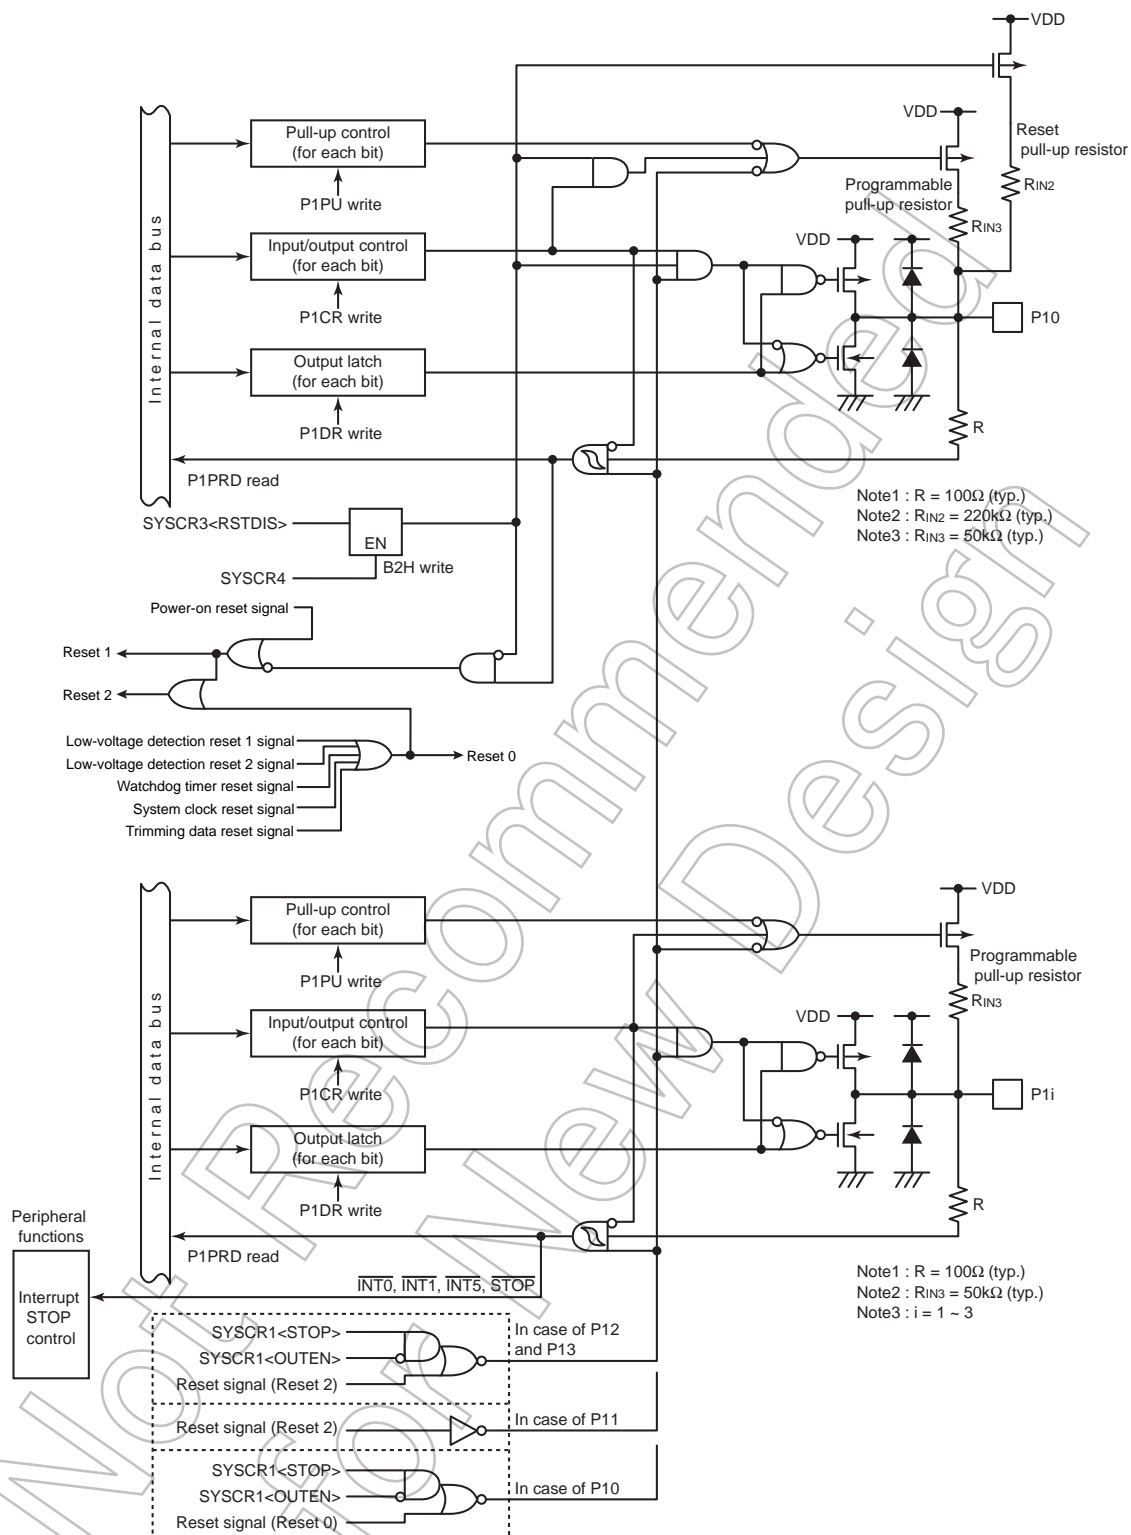 VDD
VDD
Reset
pull-up resistor
Pull-up control
(for each bit)
P1PU write
Programmable
pull-up resistor
RIN2
RIN3
Internal data bus
Input/output control
(for each bit)
P1CR write
VDD
P10
Output latch
(for each bit)
P1DR write
R
P1PRD read
Note1 : R = 100Ω (typ.)
Note2 : RIN2 = 220kΩ (typ.)
Note3 : RIN3 = 50kΩ (typ.)
SYSCR3<RSTDIS>
EN
B2H write
SYSCR4
Power-on reset signal
Reset 1
Reset 2
Low-voltage detection reset 1 signal
Low-voltage detection reset 2 signal
Watchdog timer reset signal
System clock reset signal
Trimming data reset signal
Reset 0
VDD
Pull-up control
(for each bit)
P1PU write
Programmable
pull-up resistor
RIN3
Internal data bus
Input/output control
(for each bit)
P1CR write
VDD
P1i
Output latch
(for each bit)
P1DR write
R
P1PRD read
Peripheral
functions
Interrupt
STOP
control
INT0, INT1, INT5, STOP
Note1 : R = 100Ω (typ.)
Note2 : RIN3 = 50kΩ (typ.)
Note3 : i = 1 ~ 3
SYSCR1<STOP>
SYSCR1<OUTEN>
Reset signal (Reset 2)
In case of P12
and P13
Reset signal (Reset 2)
In case of P11
SYSCR1<STOP>
SYSCR1<OUTEN>
Reset signal (Reset 0)
In case of P10
Not Recommended
for New Design